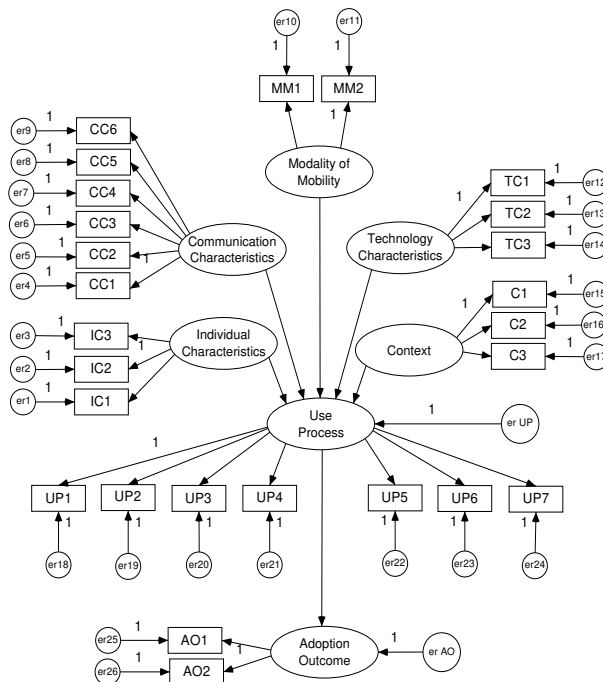 er10
er11
1
1
MM1
MM2
1
Modality of
Mobility
er9
1
CC6
er8
1
CC5
er7
1
CC4
er6
1
CC3
er5
1
CC2
er4
1
CC1
1
Communication
Characteristics
TC1
1
er12
1
TC2
1
er13
TC3
1
er14
Technology
Characteristics
C1
1
er15
1
C2
1
er16
C3
1
er17
Context
er3
1
IC3
er2
1
IC2
er1
1
IC1
1
Individual
Characteristics
Use
Process
1
er UP
1
UP1
UP2
UP3
UP4
UP5
UP6
UP7
1
1
1
1
1
1
1
er18
er19
er20
er21
er22
er23
er24
er25
1
AO1
er26
1
AO2
1
Adoption
Outcome
1
er AO